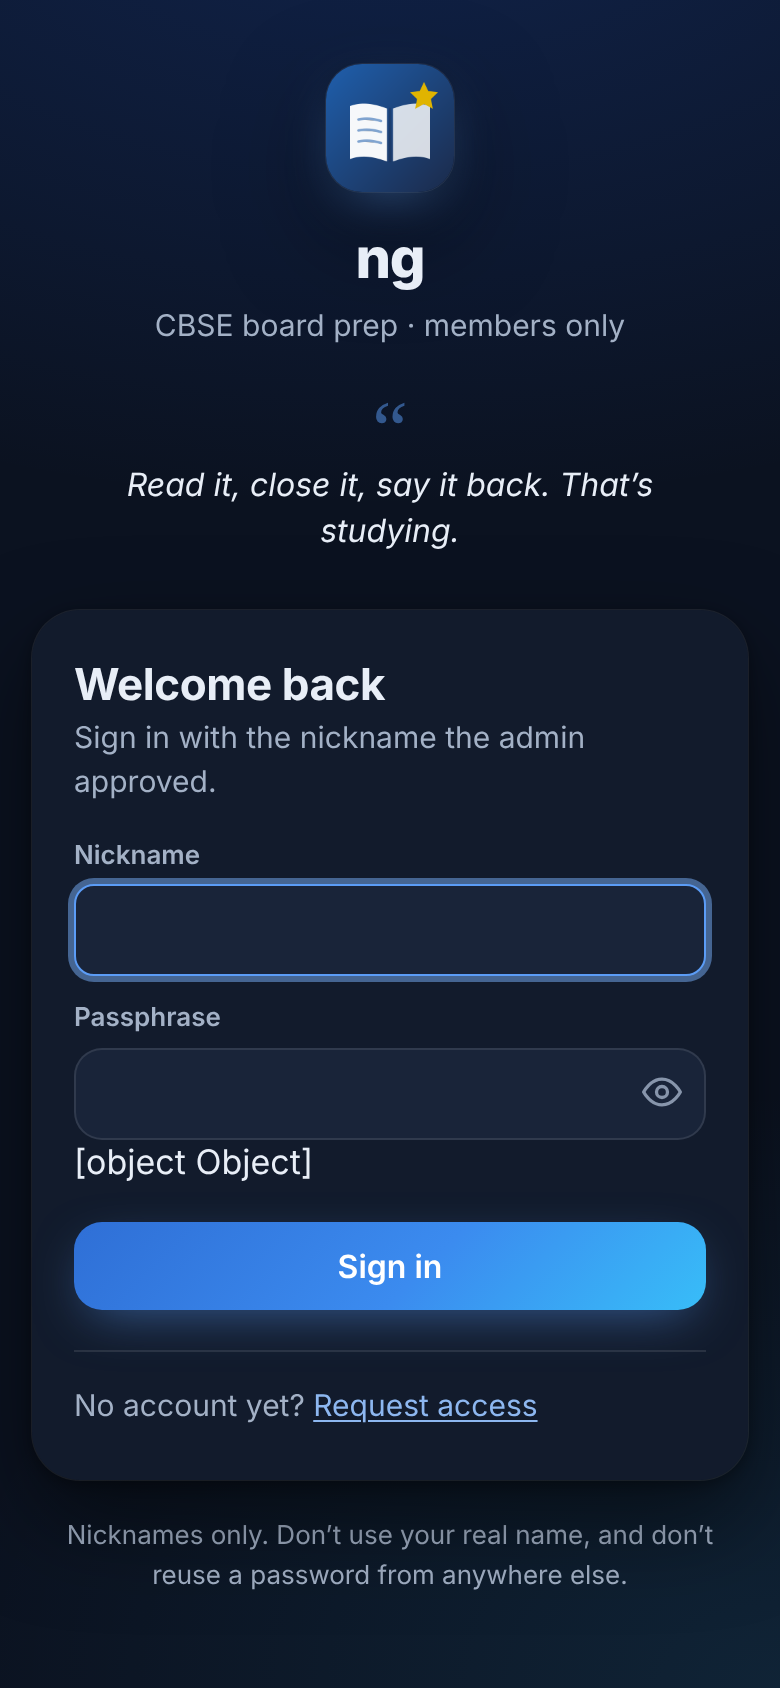 ng
CBSE board prep · members only
“
Read it, close it, say it back. That’s
studying.
Welcome back
Sign in with the nickname the admin
approved.
Nickname
Passphrase
[object Object]
Sign in
No account yet? Request access
Nicknames only. Don’t use your real name, and don’t
reuse a password from anywhere else.